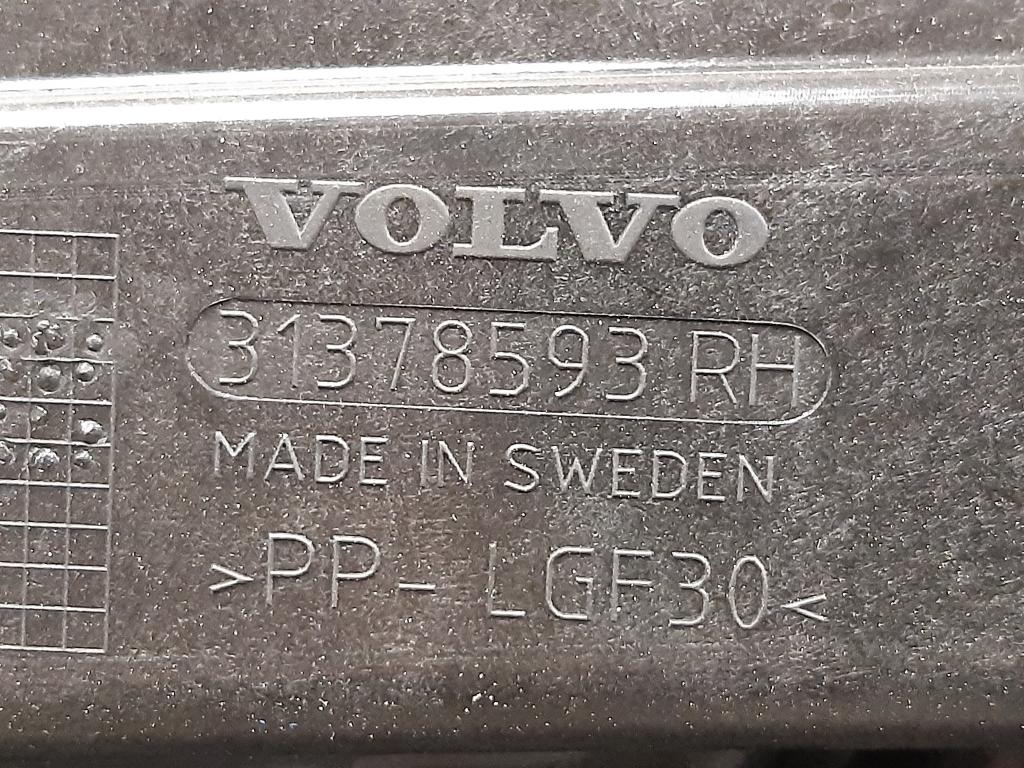 VOLVO
31378593 RH
MADE IN SWEDEN
>PP- LGF30<